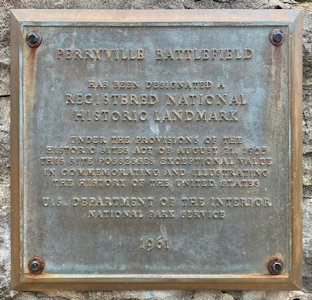 PERRYVILLE BATTLEFIELD
HAS BEEN DESIGNATED A
REGISTERED NATIONAL
HISTORIC LANDMARK
UNDER THE PROVISIONS OF THE
HISTORIC SITES ACT OF AUGUST 21, 1935
THIS SITE POSSESSES EXCEPTIONAL VALUE
IN COMMEMORATING AND ILLUSTRATING
THE HISTORY OF THE UNITED STATES
U.S. DEPARTMENT OF THE INTERIOR
NATIONAL PARK SERVICE
1961